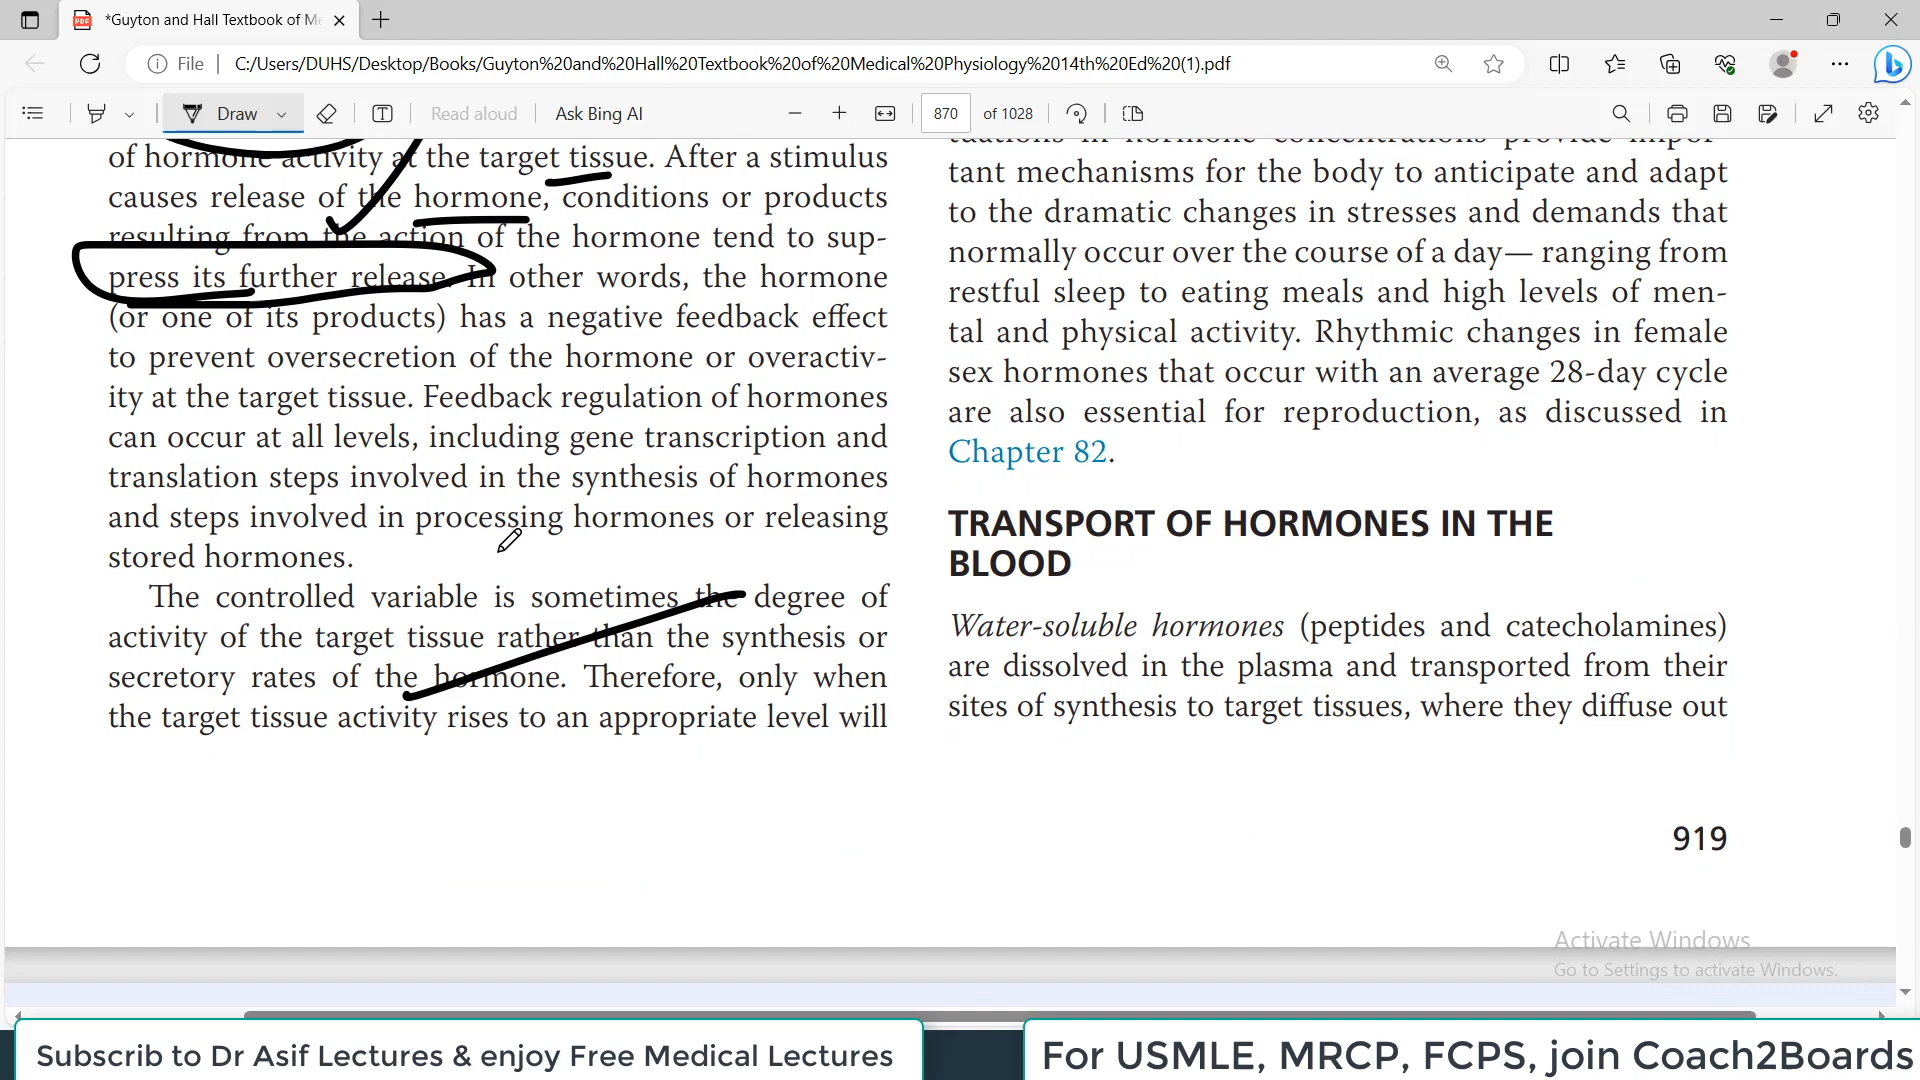 *Guyton and Hall Textbook of Me
File
C:/Users/DUHS/Desktop/Books/Guyton%20and%20Hall%20Textbook%20of%20Medical%20Physiology%2014th%20Ed%20(1).pdf
Draw
Read aloud
Ask Bing AI
870 of 1028
of hormone activity at the target tissue. After a stimulus
causes release of the hormone, conditions or products
resulting from the action of the hormone tend to sup-
press its further release. In other words, the hormone
(or one of its products) has a negative feedback effect
to prevent oversecretion of the hormone or overactiv-
ity at the target tissue. Feedback regulation of hormones
can occur at all levels, including gene transcription and
translation steps involved in the synthesis of hormones
and steps involved in processing hormones or releasing
stored hormones.
The controlled variable is sometimes the degree of
activity of the target tissue rather than the synthesis or
secretory rates of the hormone. Therefore, only when
the target tissue activity rises to an appropriate level will
tuations in hormone concentrations provide impor-
tant mechanisms for the body to anticipate and adapt
to the dramatic changes in stresses and demands that
normally occur over the course of a day— ranging from
restful sleep to eating meals and high levels of men-
tal and physical activity. Rhythmic changes in female
sex hormones that occur with an average 28-day cycle
are also essential for reproduction, as discussed in
Chapter 82.
TRANSPORT OF HORMONES IN THE
BLOOD
Water-soluble hormones (peptides and catecholamines)
are dissolved in the plasma and transported from their
sites of synthesis to target tissues, where they diffuse out
919
Activate Windows
Go to Settings to activate Windows.
Subscrib to Dr Asif Lectures & enjoy Free Medical Lectures
For USMLE, MRCP, FCPS, join Coach2Boards